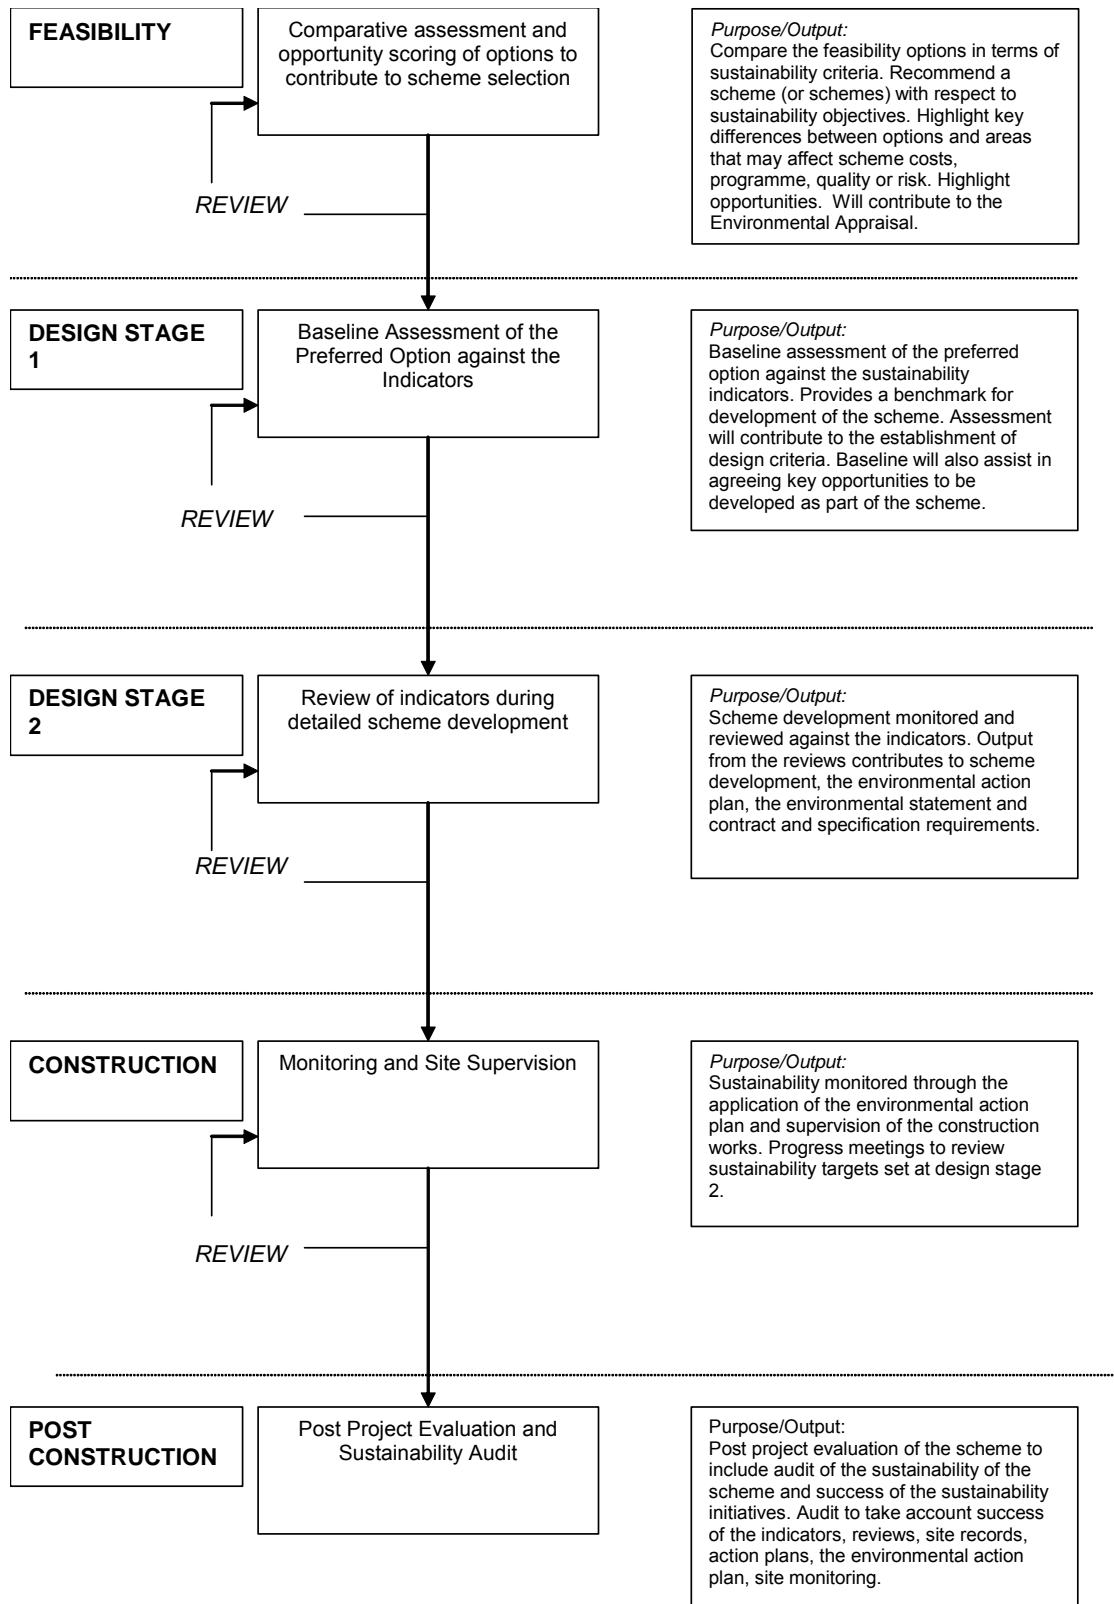 FEASIBILITY
Comparative assessment and
opportunity scoring of options to
contribute to scheme selection
Purpose/Output:
Compare the feasibility options in terms of
sustainability criteria. Recommend a
scheme (or schemes) with respect to
sustainability objectives. Highlight key
differences between options and areas
that may affect scheme costs,
programme, quality or risk. Highlight
opportunities.  Will contribute to the
Environmental Appraisal.
REVIEW
DESIGN STAGE
1
Baseline Assessment of the
Preferred Option against the
Indicators
Purpose/Output:
Baseline assessment of the preferred
option against the sustainability
indicators. Provides a benchmark for
development of the scheme. Assessment
will contribute to the establishment of
design criteria. Baseline will also assist in
agreeing key opportunities to be
developed as part of the scheme.
REVIEW
DESIGN STAGE
2
Review of indicators during
detailed scheme development
Purpose/Output:
Scheme development monitored and
reviewed against the indicators. Output
from the reviews contributes to scheme
development, the environmental action
plan, the environmental statement and
contract and specification requirements.
REVIEW
CONSTRUCTION
Monitoring and Site Supervision
Purpose/Output:
Sustainability monitored through the
application of the environmental action
plan and supervision of the construction
works. Progress meetings to review
sustainability targets set at design stage
2.
REVIEW
POST
CONSTRUCTION
Post Project Evaluation and
Sustainability Audit
Purpose/Output:
Post project evaluation of the scheme to
include audit of the sustainability of the
scheme and success of the sustainability
initiatives. Audit to take account success
of the indicators, reviews, site records,
action plans, the environmental action
plan, site monitoring.